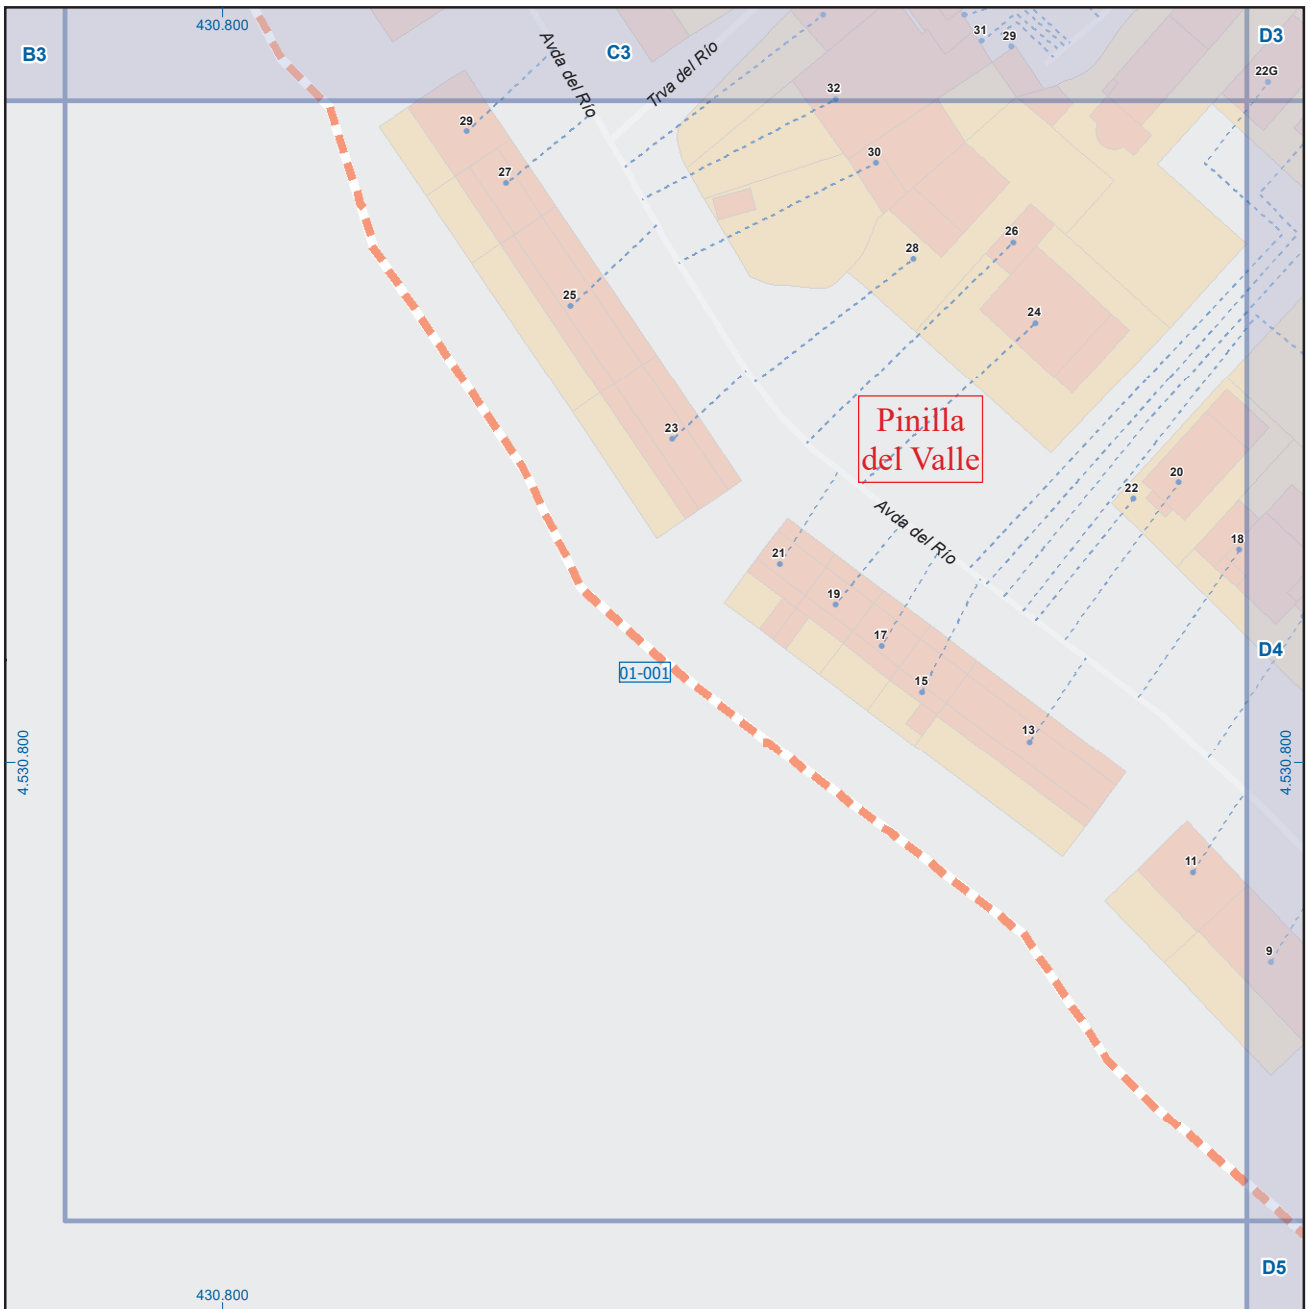 430.800
B3
C3
D3
Avda del Río
Trva del Río
31
29
22G
32
29
30
27
26
28
25
24
23
Pinilla
del Valle
20
22
Avda del Río
18
21
19
17
D4
01-001
15
13
4.530.800
4.530.800
11
9
D5
430.800